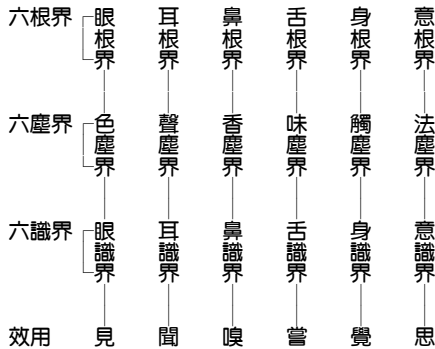 六根界 眼根界 耳根界 鼻根界 舌根界 身根界 意根界
六塵界 色塵界 聲塵界 香塵界 味塵界 觸塵界 法塵界
六識界 眼識界 耳識界 鼻識界 舌識界 身識界 意識界
效用 見 聞 嗅 嘗 覺 思